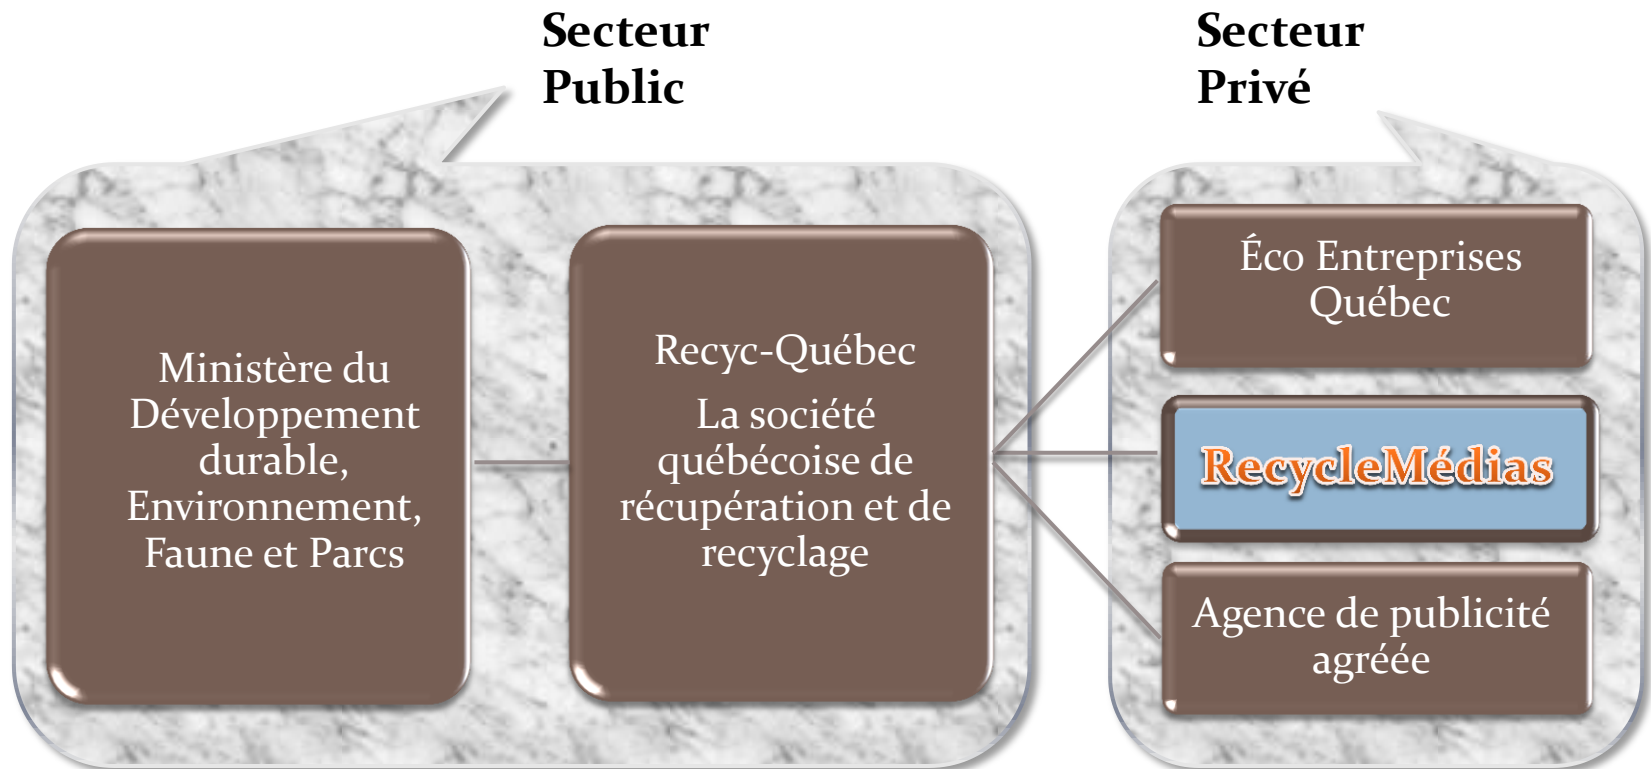 Secteur
Public
Secteur
Privé
Ministère du
Développement
durable,
Environnement,
Faune et Parcs
Recyc-Québec
La société
québécoise de
récupération et de
recyclage
Éco Entreprises
Québec
RecycleMédias
Agence de publicité
agréée